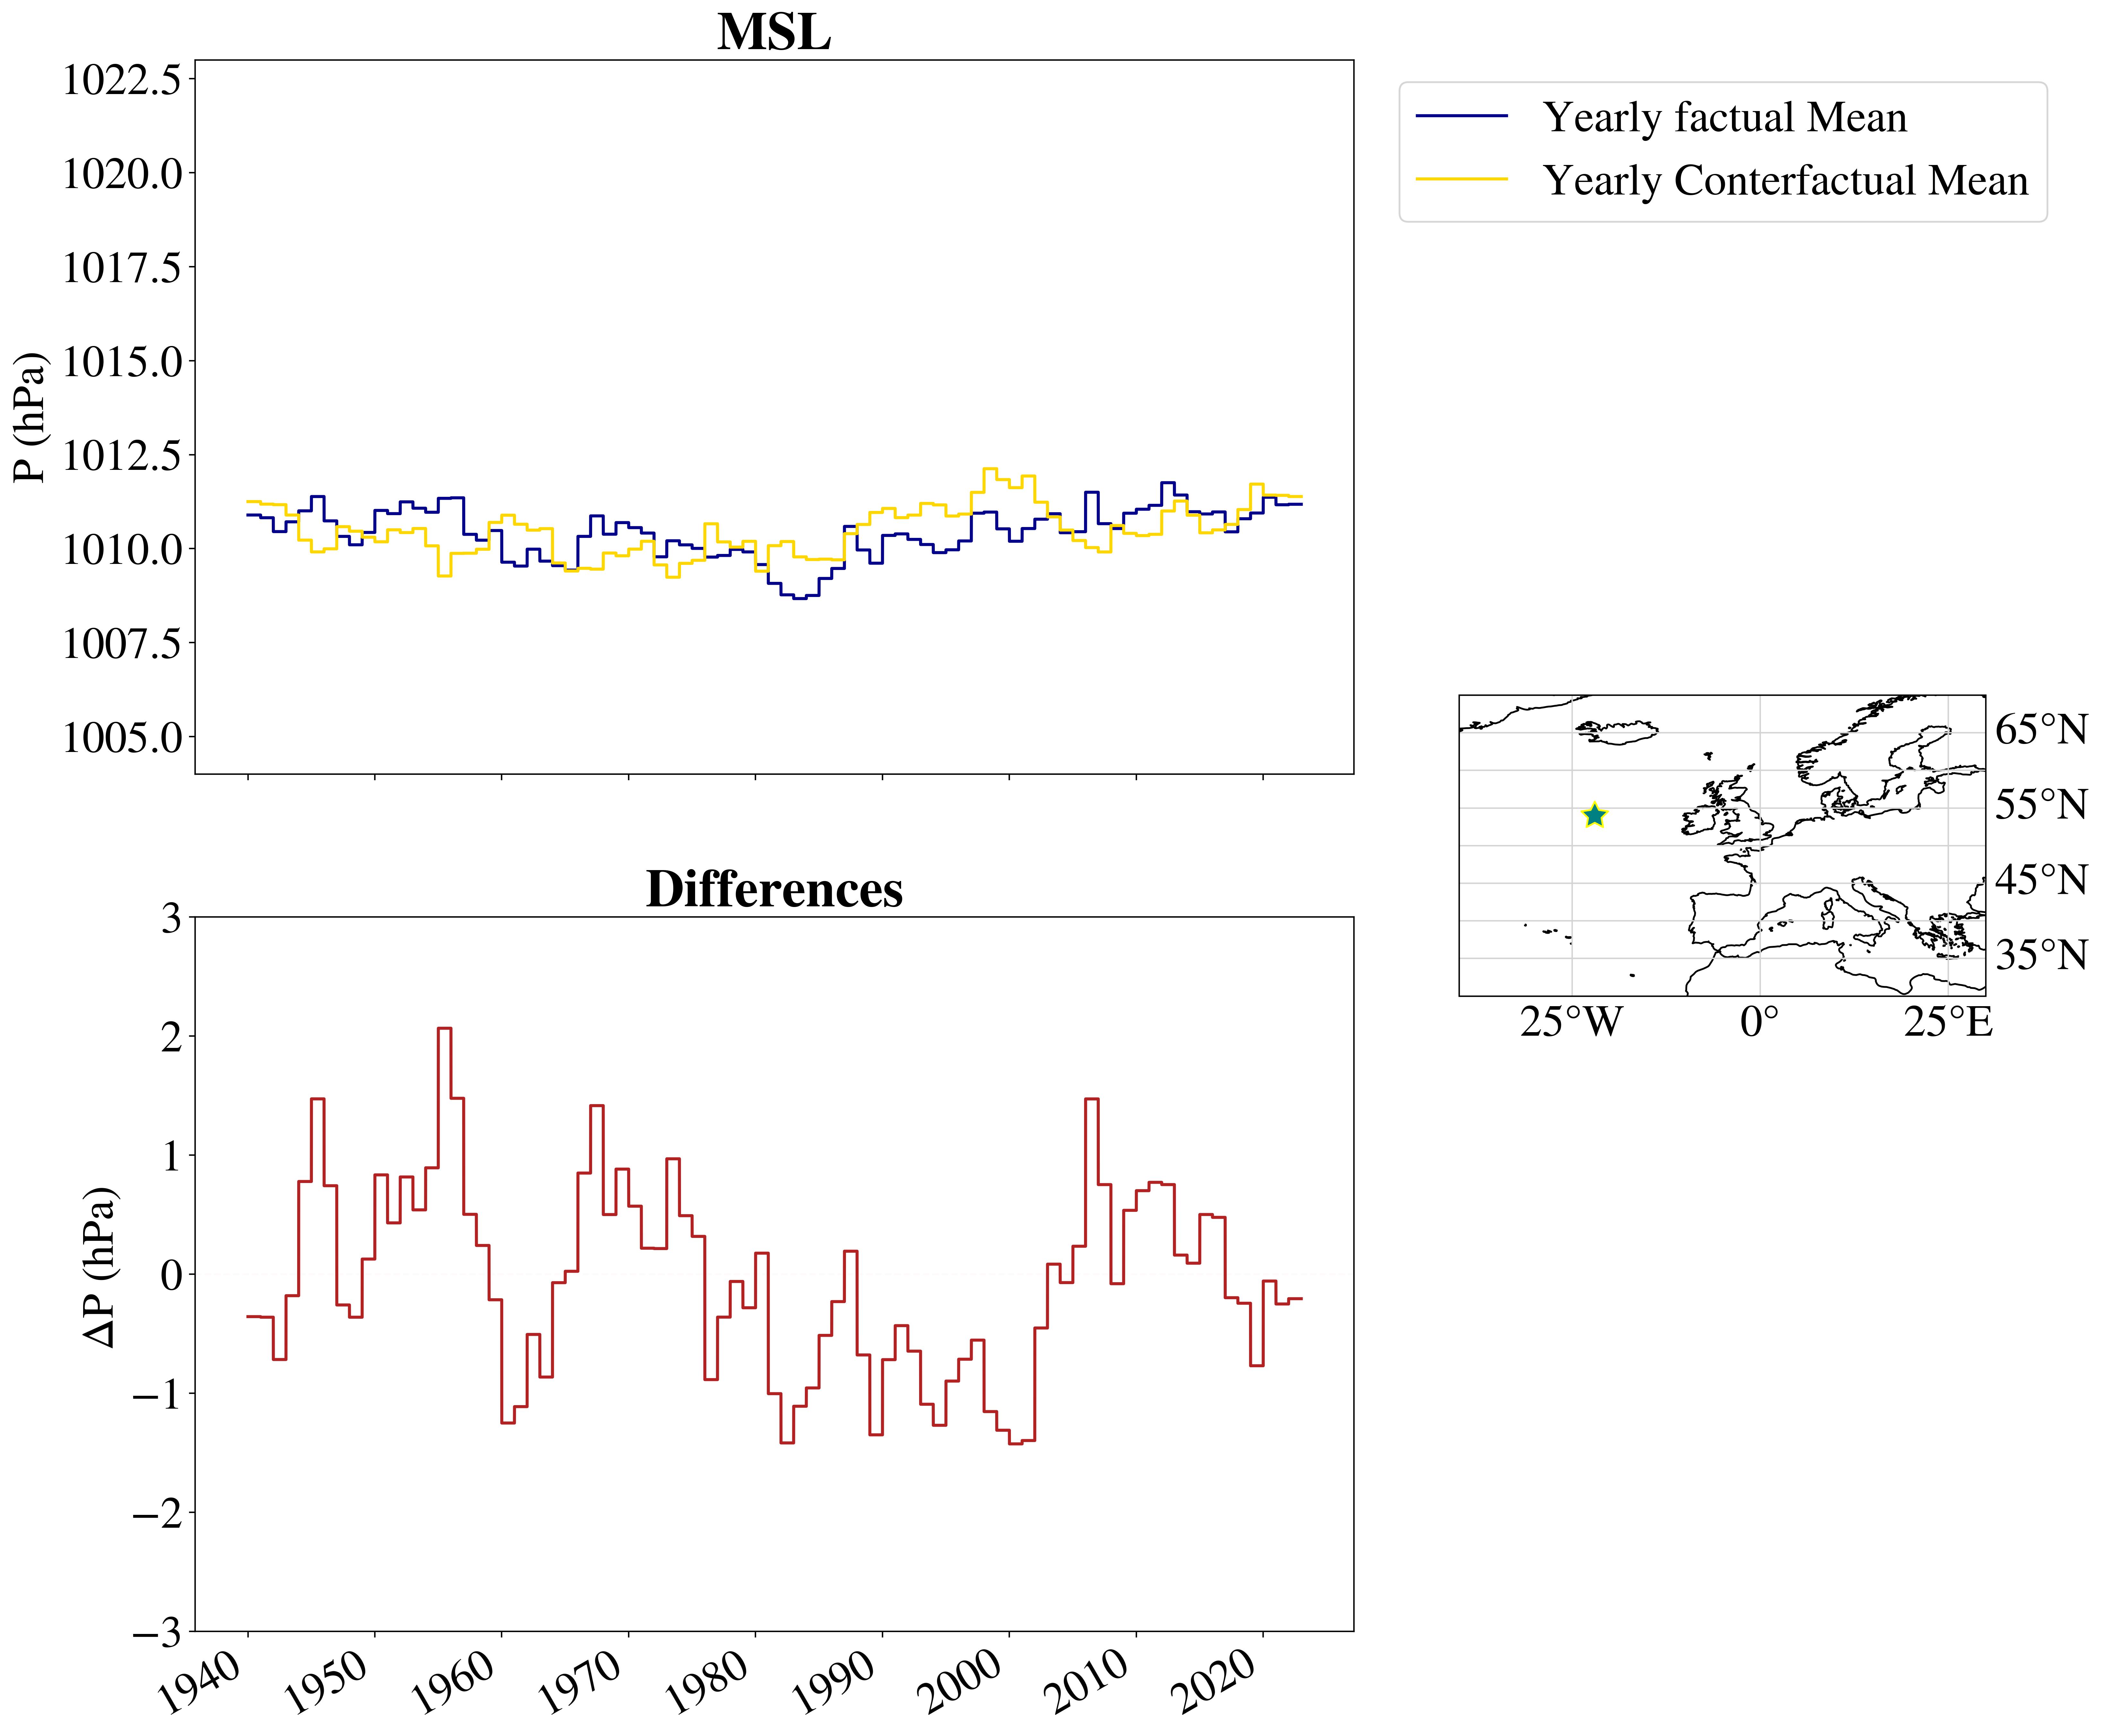 MSL
1022.5
1020.0
1017.5
1015.0
1012.5
1010.0
1007.5
1005.0
P (hPa)
Yearly factual Mean
Yearly Conterfactual Mean
65°N
55°N
45°N
35°N
25°W 0° 25°E
Differences
3
2
1
0
−1
−2
−3
ΔP (hPa)
1940 1950 1960 1970 1980 1990 2000 2010 2020